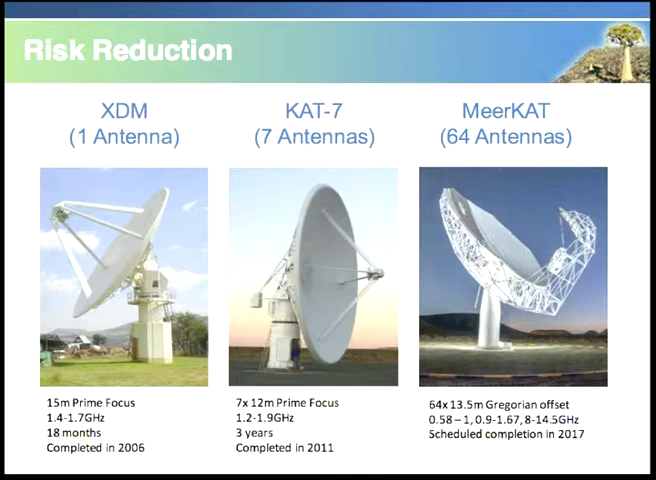 Risk Reduction
XDM
(1 Antenna)
KAT-7
(7 Antennas)
MeerKAT
(64 Antennas)
15m Prime Focus
1.4-1.7GHz
18 months
Completed in 2006
7x 12m Prime Focus
1.2-1.9GHz
3 years
Completed in 2011
64x 13.5m Gregorian offset
0.58 – 1, 0.9-1.67, 8-14.5GHz
Scheduled completion in 2017